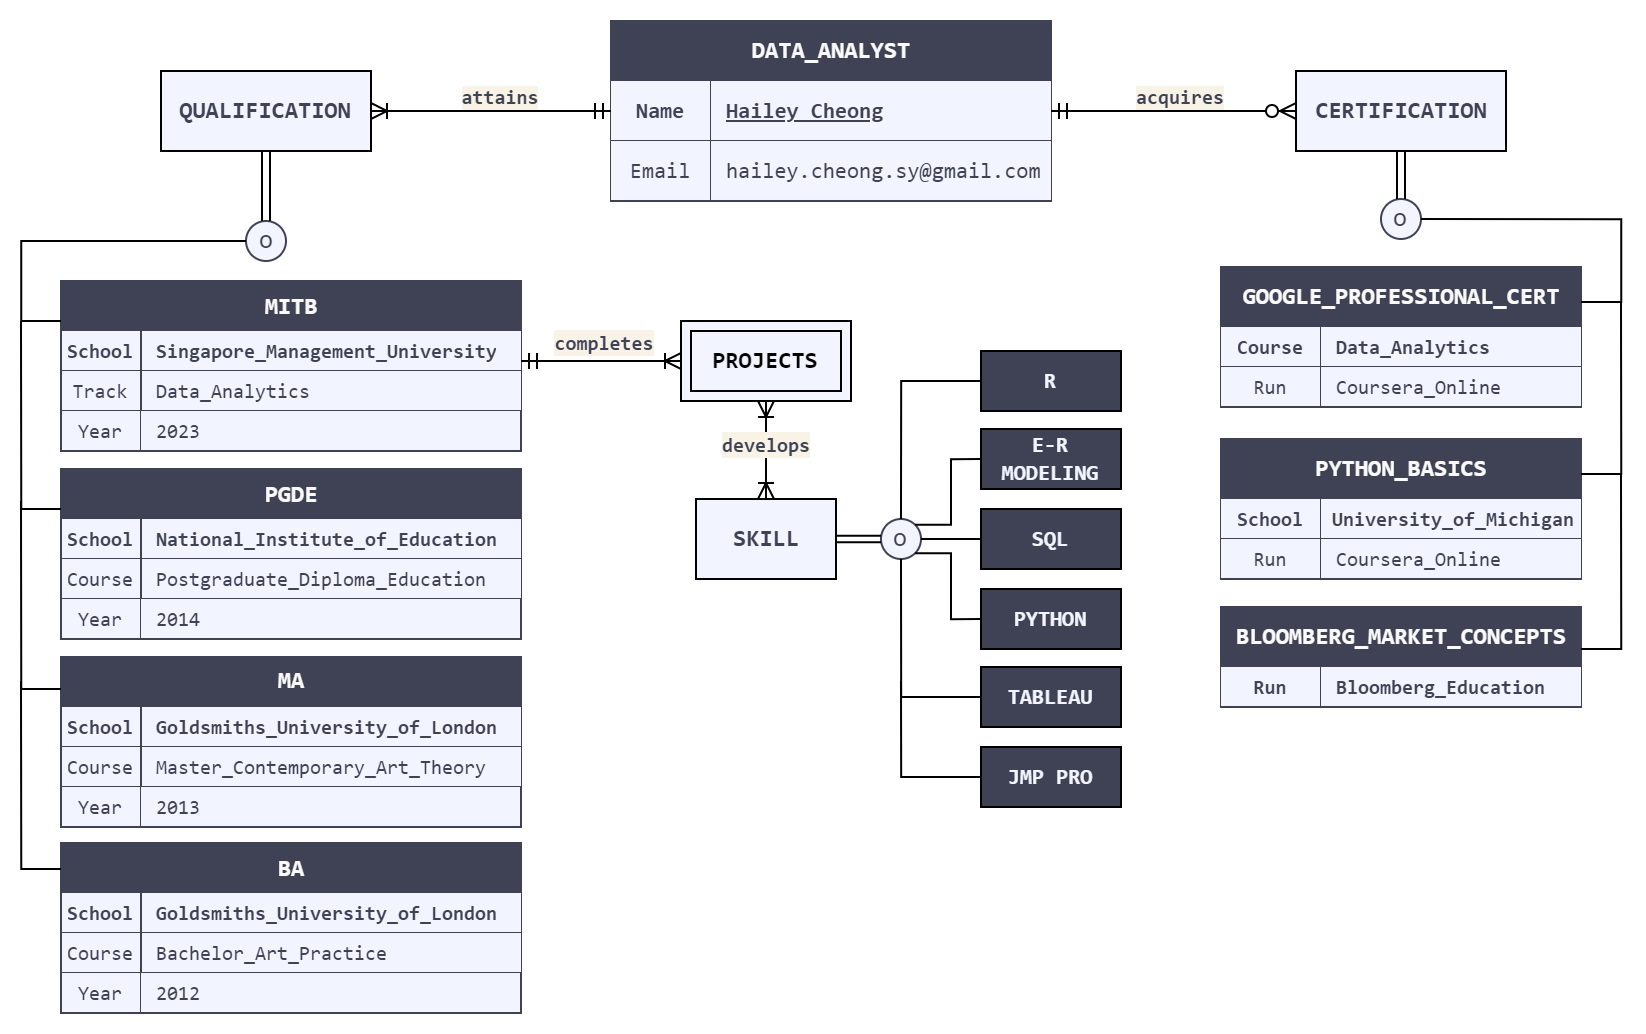 DATA_ANALYST
Name Hailey Cheong
Email hailey.cheong.sy@gmail.com
QUALIFICATION
attains
acquires
CERTIFICATION
O
MITB
School Singapore_Management_University
Track Data_Analytics
Year 2023
PGDE
School National_Institute_of_Education
Course Postgraduate_Diploma_Education
Year 2014
MA
School Goldsmiths_University_of_London
Course Master_Contemporary_Art_Theory
Year 2013
BA
School Goldsmiths_University_of_London
Course Bachelor_Art_Practice
Year 2012
completes
PROJECTS
develops
SKILL
O
R
E-R
MODELING
SQL
PYTHON
TABLEAU
JMP PRO
O
GOOGLE_PROFESSIONAL_CERT
Course Data_Analytics
Run Coursera_Online
PYTHON_BASICS
School University_of_Michigan
Run Coursera_Online
BLOOMBERG_MARKET_CONCEPTS
Run Bloomberg_Education